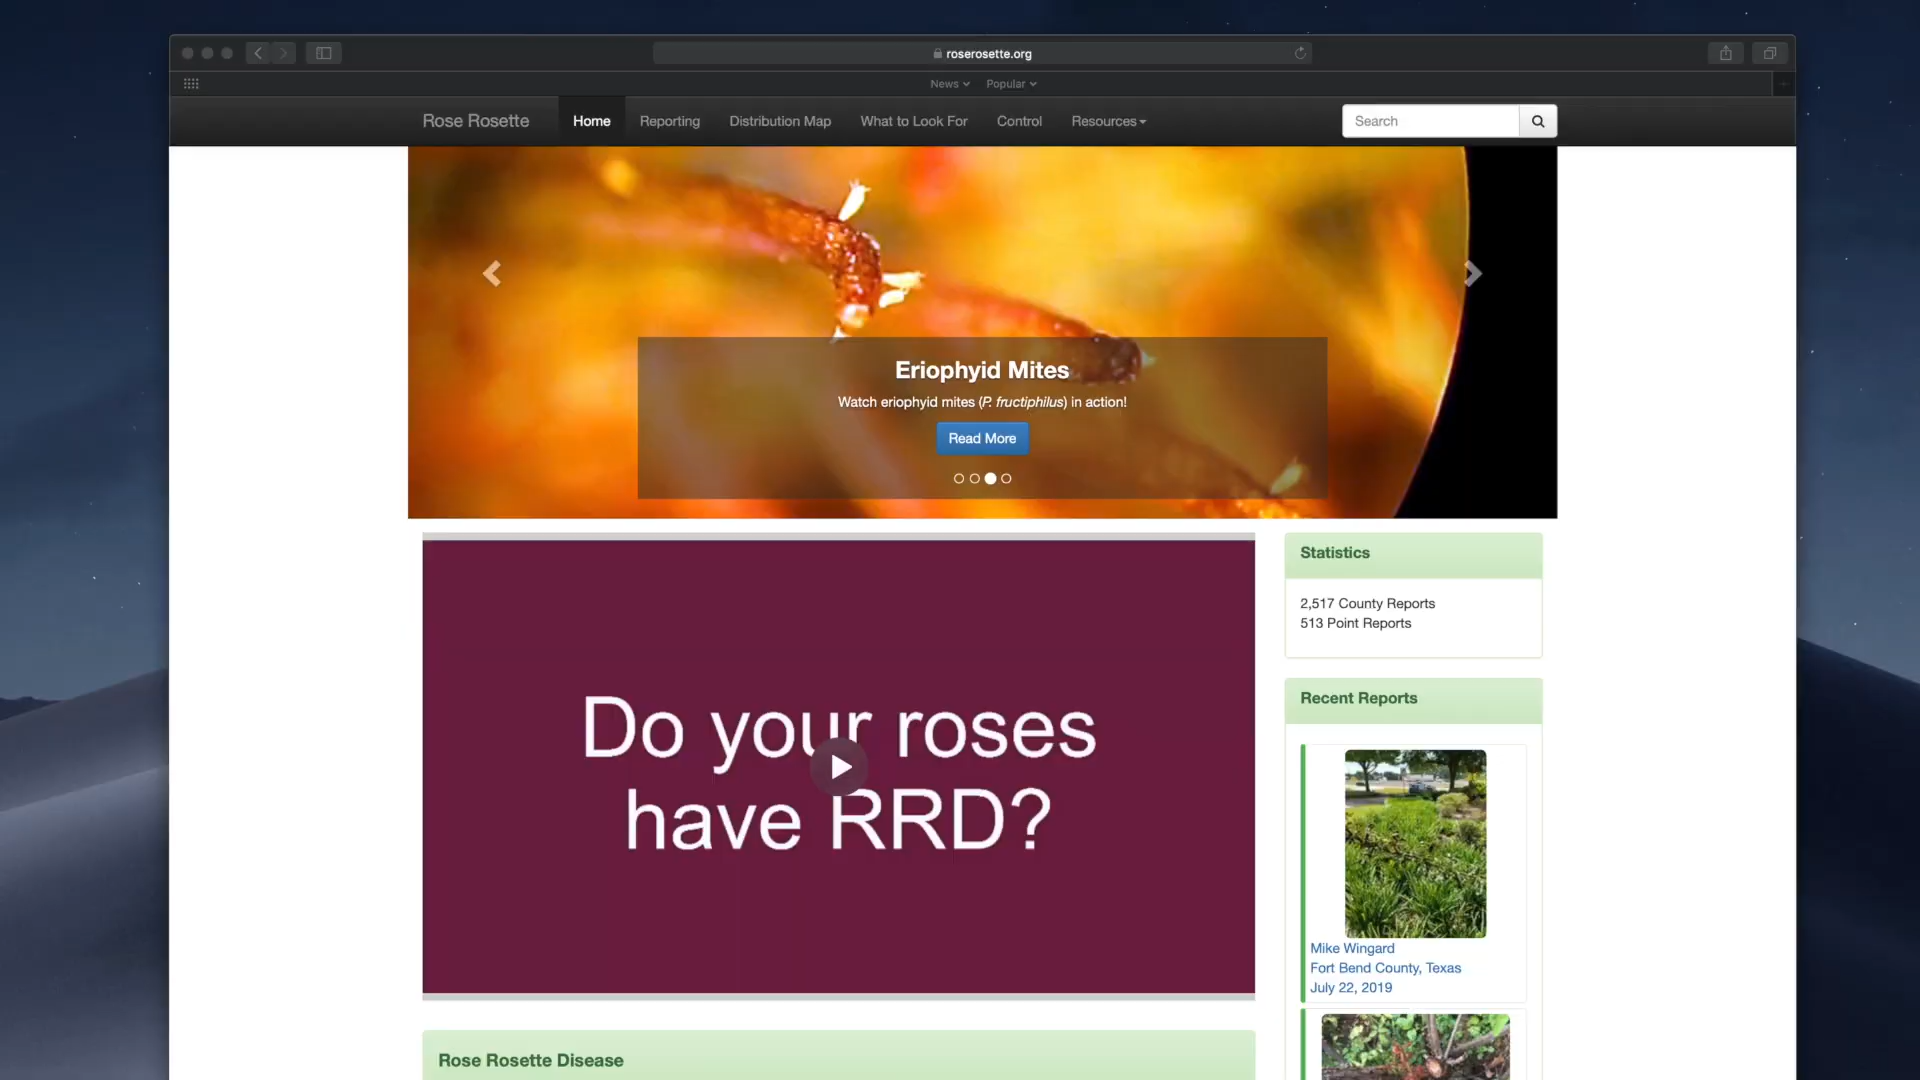 roserosette.org
News
Popular
Rose Rosette
Home
Reporting
Distribution Map
What to Look For
Control
Resources
Search
Eriophyid Mites
Watch eriophyid mites (P. fructiphilus) in action!
Read More
Do your roses
have RRD?
Statistics
2,517 County Reports
513 Point Reports
Recent Reports
Mike Wingard
Fort Bend County, Texas
July 22, 2019
Rose Rosette Disease